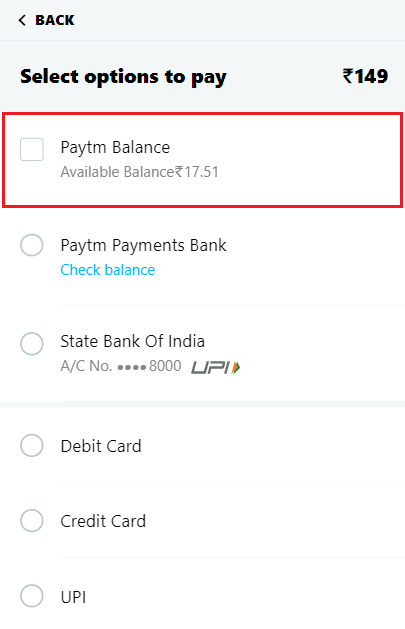 BACK
Select options to pay ₹149
Paytm Balance
Available Balance₹17.51
Paytm Payments Bank
Check balance
State Bank Of India
A/C No. ●●●● 8000 UPI
Debit Card
Credit Card
UPI